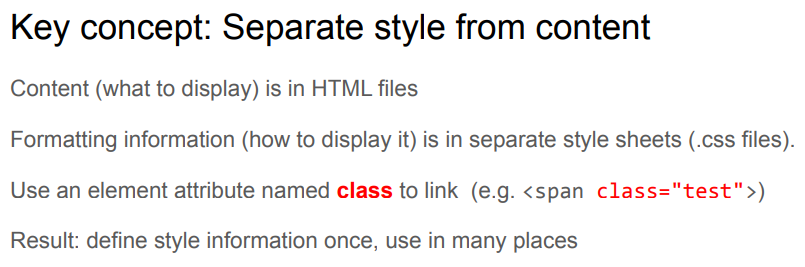 Key concept: Separate style from content
Content (what to display) is in HTML files
Formatting information (how to display it) is in separate style sheets (.css files).
Use an element attribute named class to link (e.g. <span class="test">)
Result: define style information once, use in many places